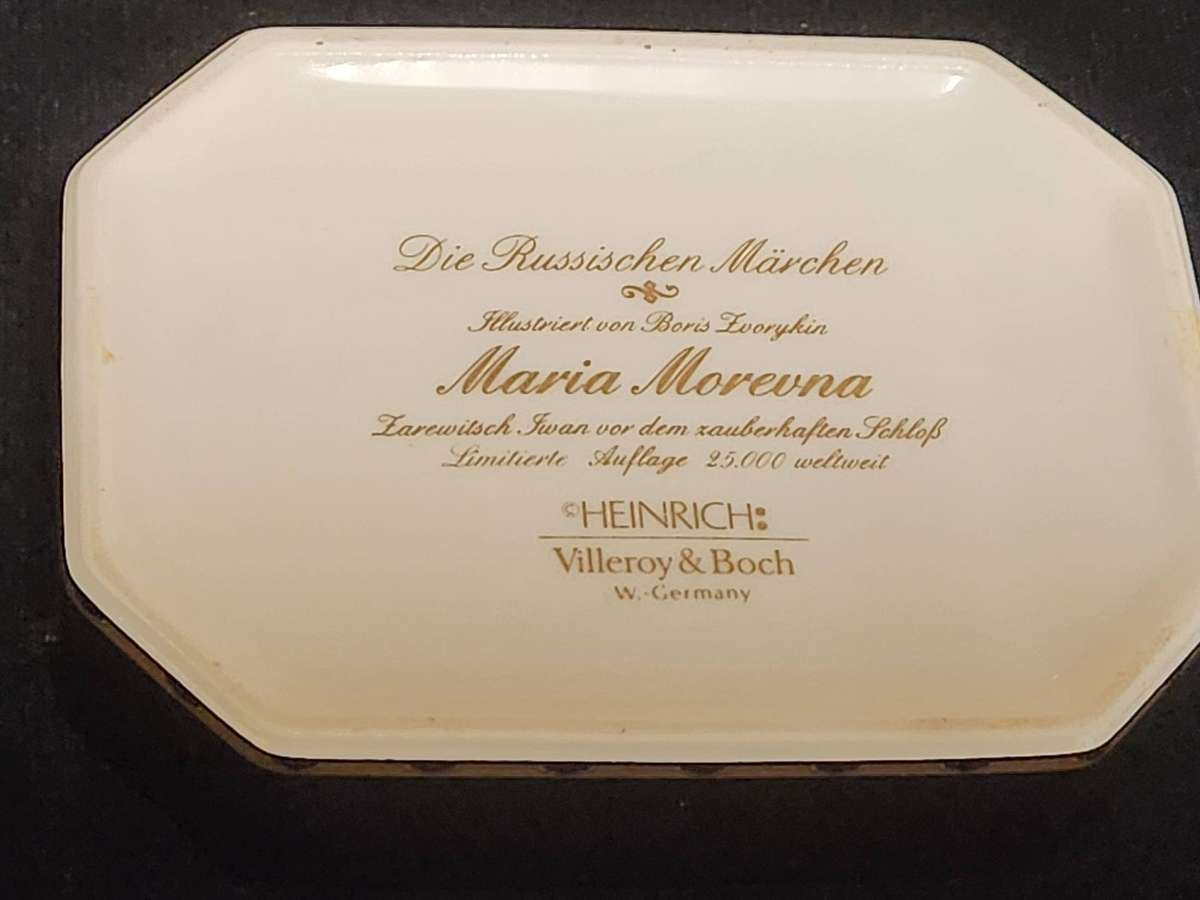 Die Russischen Märchen
Illustriert von Boris Zvorykin
Maria Morevna
Zarewitsch Iwan vor dem zauberhaften Schloß
Limitierte Auflage 25.000 weltweit
©HEINRICH
Villeroy & Boch
W.-Germany